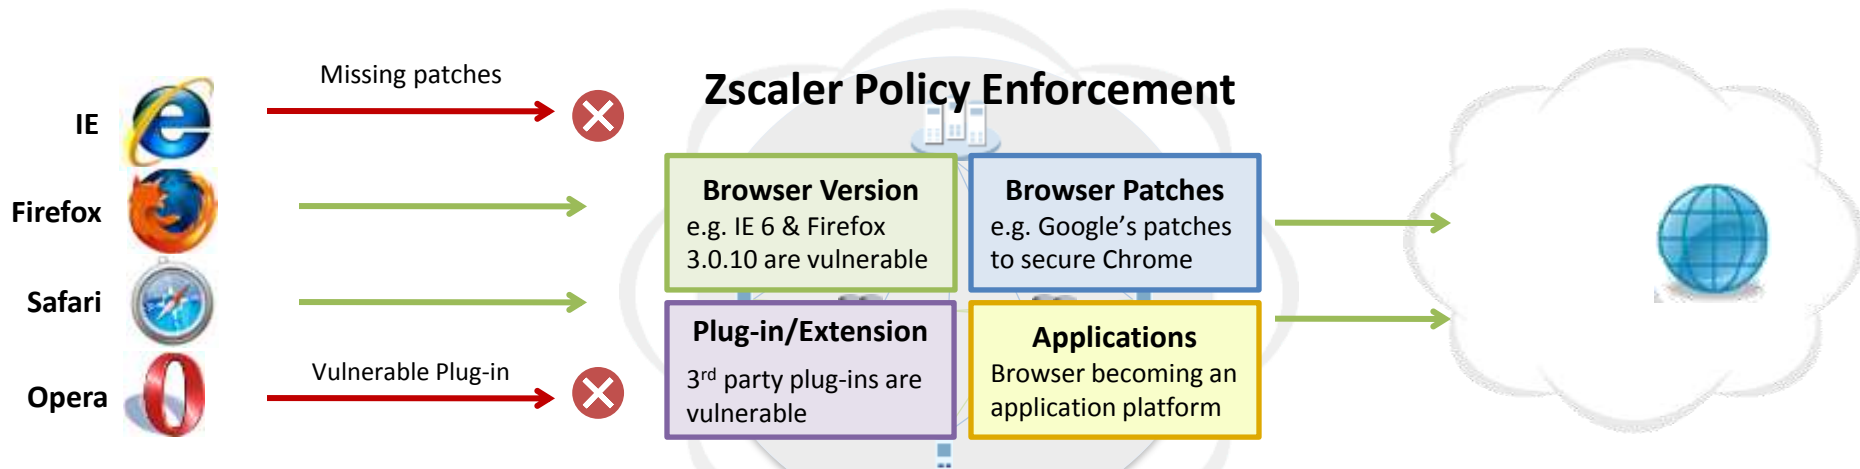 Missing patches
Zscaler Policy Enforcement
IE
Firefox
Safari
Opera
Vulnerable Plug-in
Browser Version
e.g. IE 6 & Firefox
3.0.10 are vulnerable
Browser Patches
e.g. Google’s patches
to secure Chrome
Plug-in/Extension
3rd party plug-ins are
vulnerable
Applications
Browser becoming an
application platform